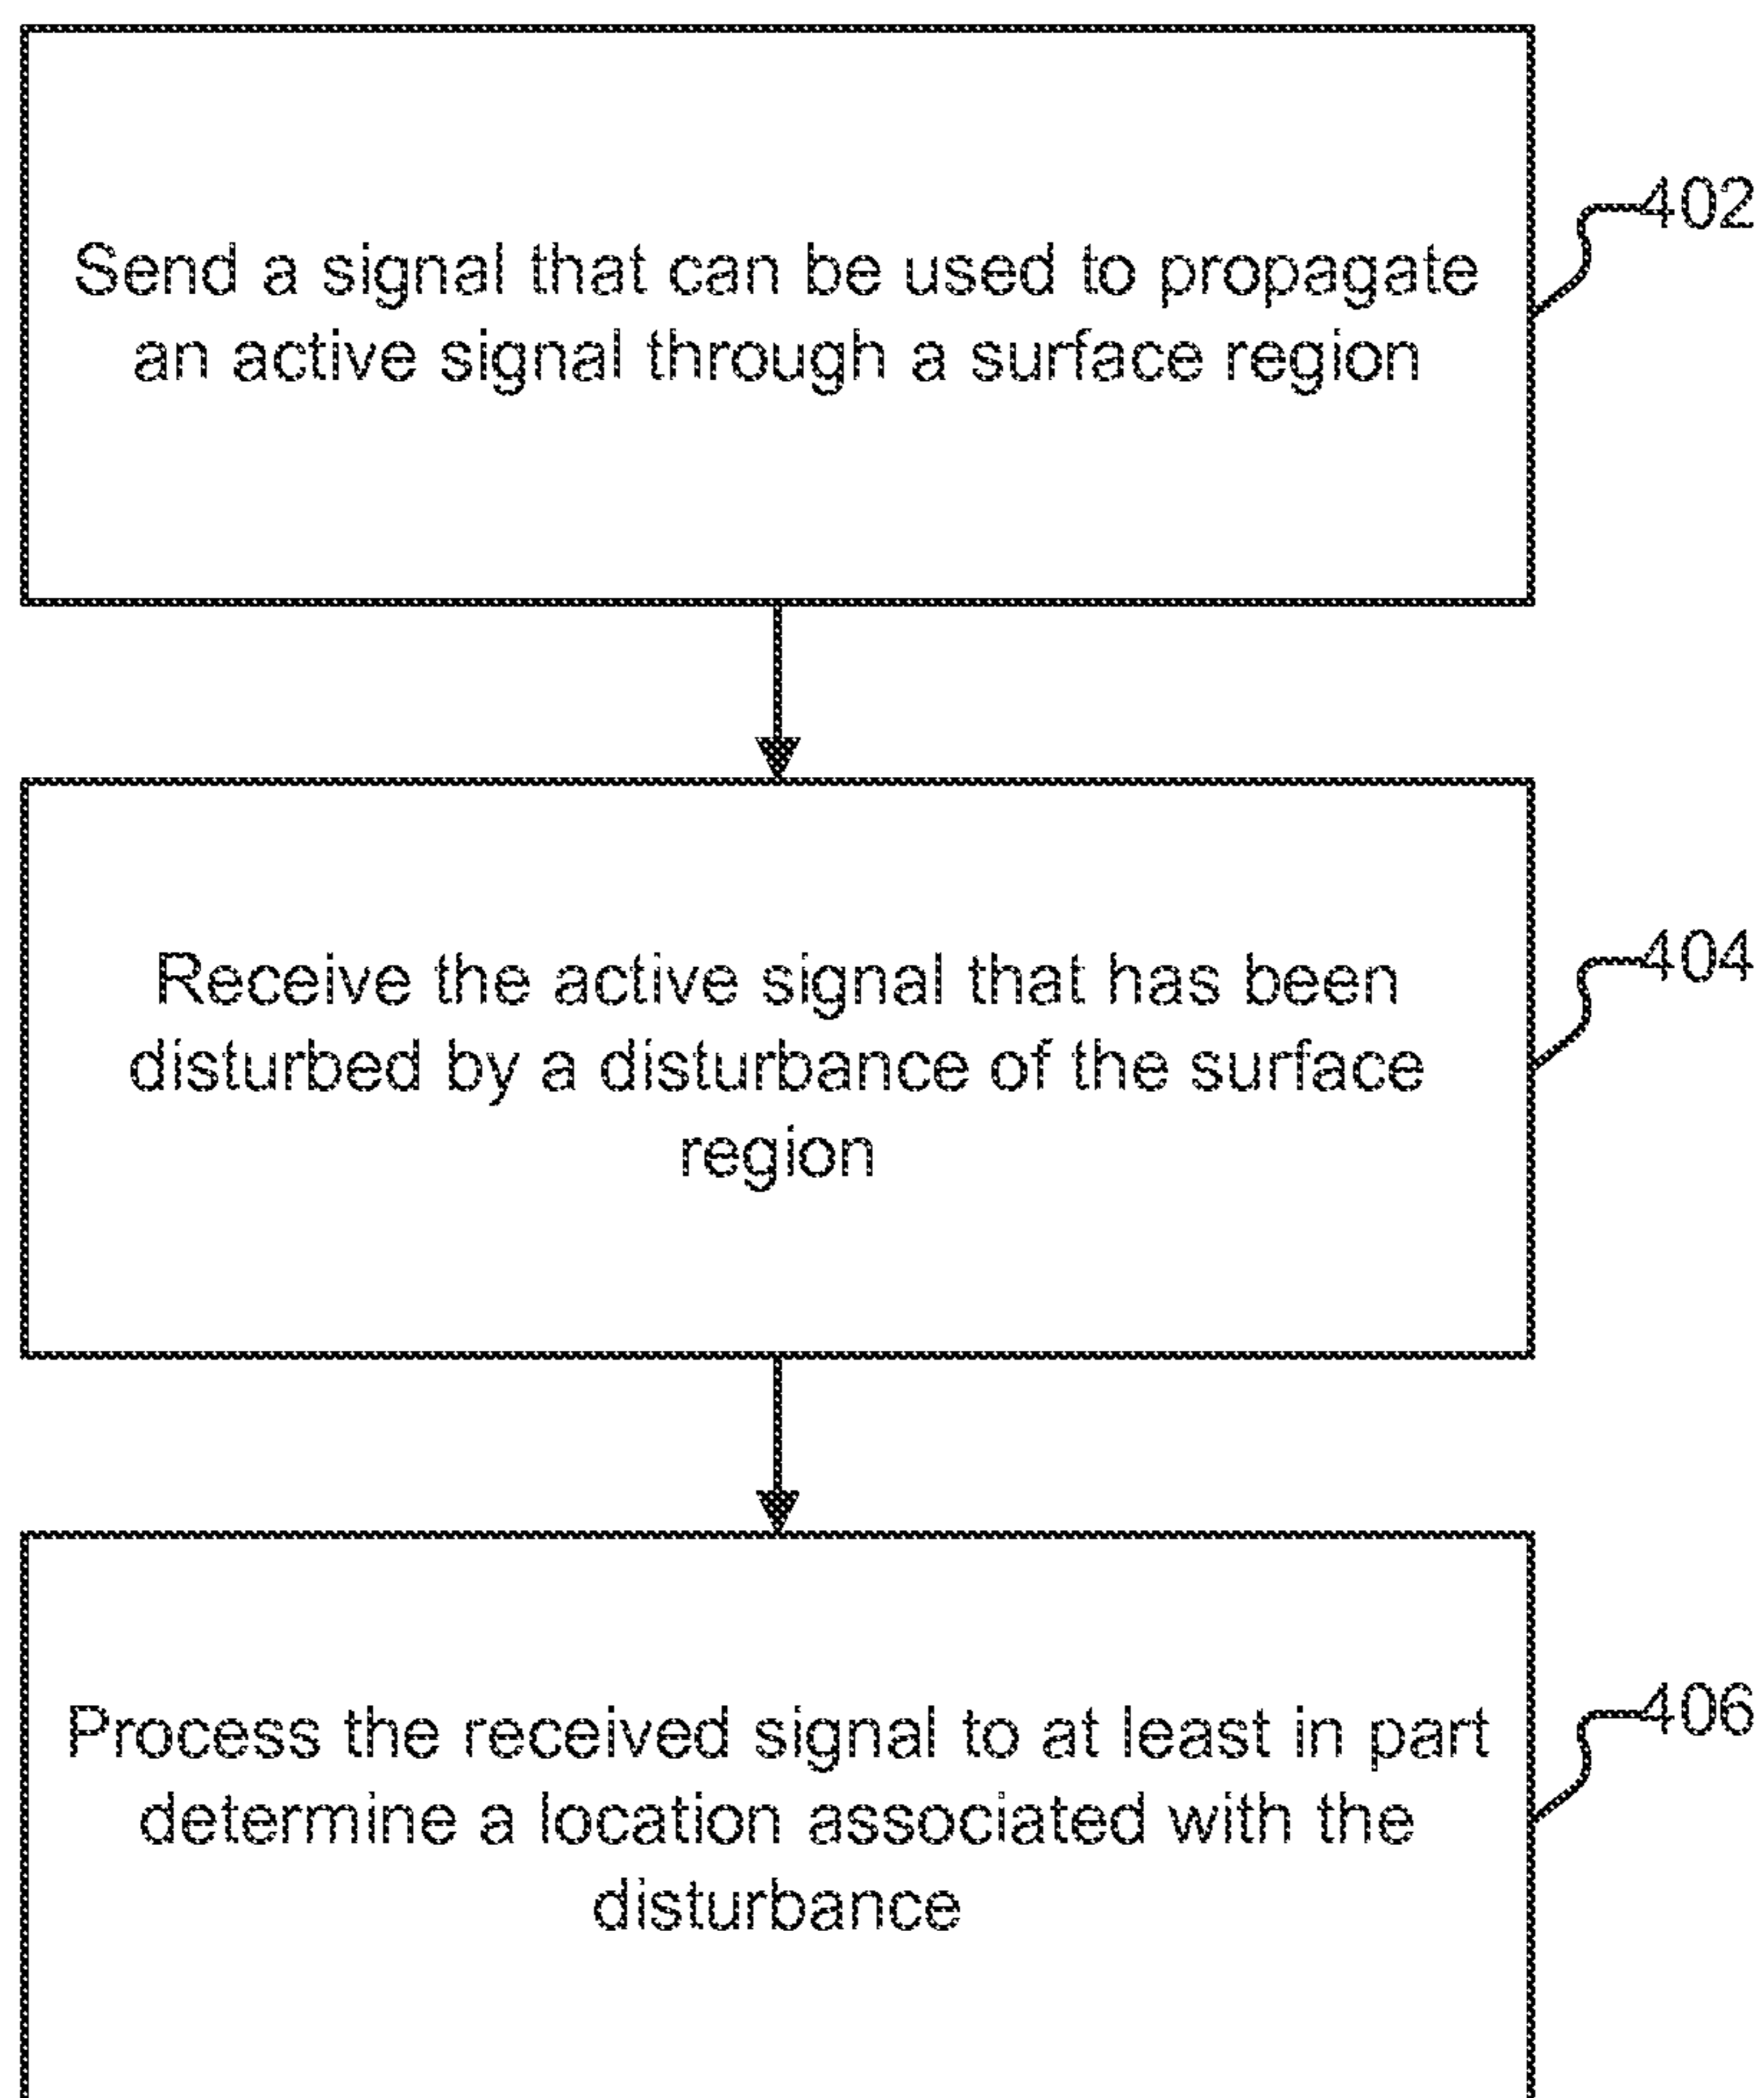 Send a signal that can be used to propagate
an active signal through a surface region
402
Receive the active signal that has been
disturbed by a disturbance of the surface
region
404
Process the received signal to at least in part
determine a location associated with the
disturbance
406